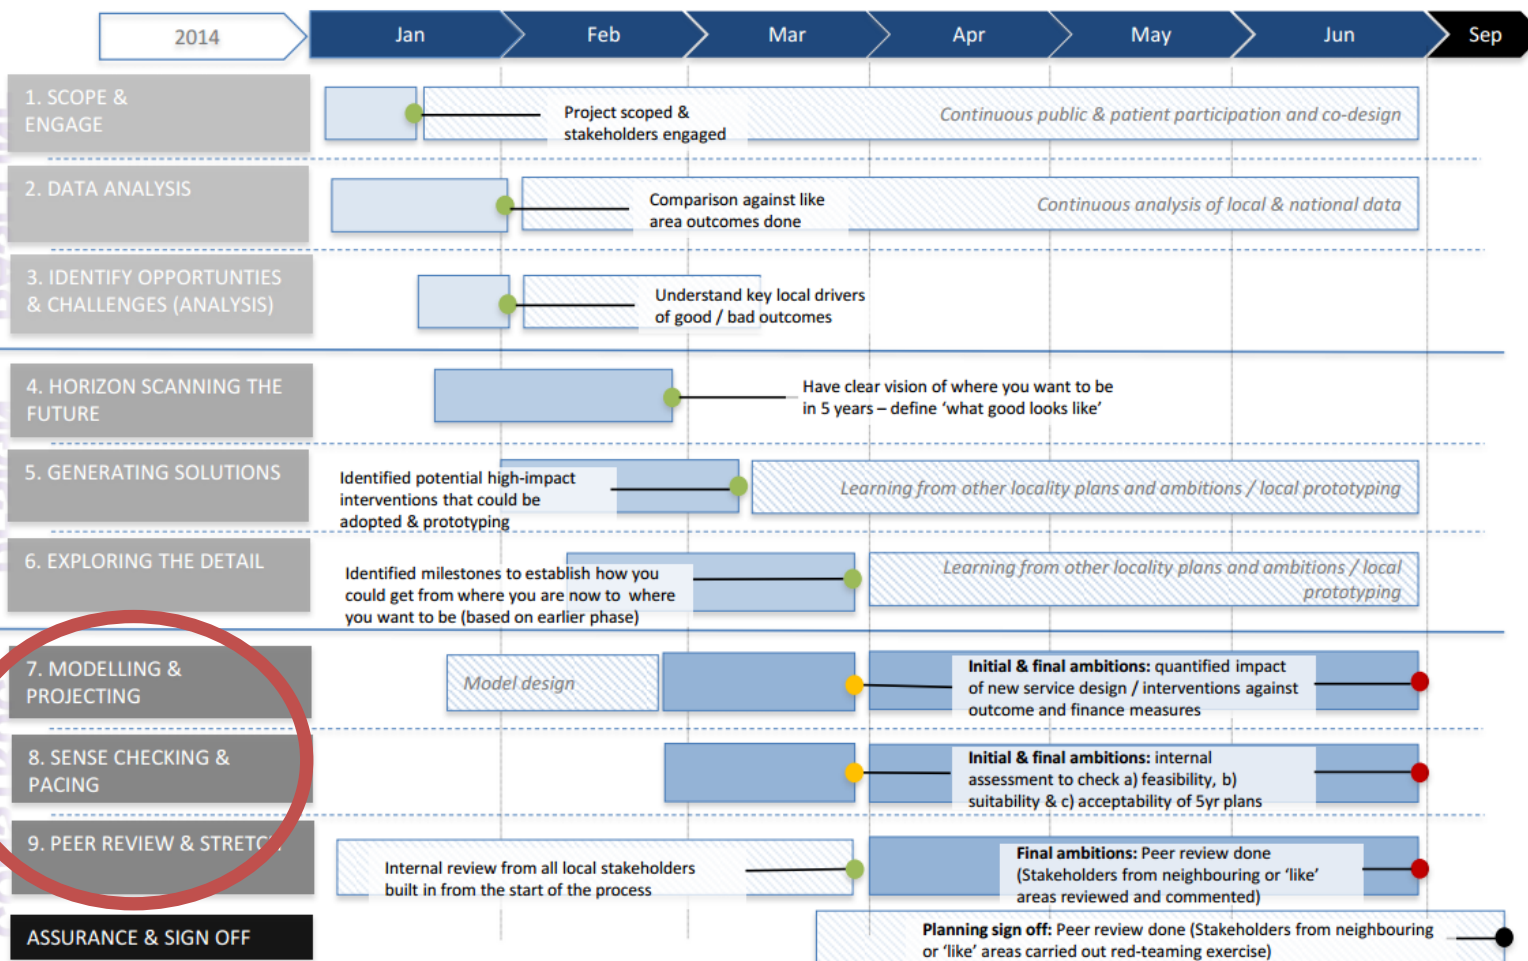 2014
Jan
Feb
Mar
Apr
May
Jun
Sep
1. SCOPE &
ENGAGE
Project scoped &
stakeholders engaged
Continuous public & patient participation and co-design
2. DATA ANALYSIS
Comparison against like
area outcomes done
Continuous analysis of local & national data
3. IDENTIFY OPPORTUNTIES
& CHALLENGES (ANALYSIS)
Understand key local drivers
of good / bad outcomes
4. HORIZON SCANNING THE
FUTURE
Have clear vision of where you want to be
in 5 years – define ‘what good looks like’
5. GENERATING SOLUTIONS
Identified potential high-impact
interventions that could be
adopted & prototyping
Learning from other locality plans and ambitions / local prototyping
6. EXPLORING THE DETAIL
Identified milestones to establish how you
could get from where you are now to where
you want to be (based on earlier phase)
Learning from other locality plans and ambitions / local
prototyping
7. MODELLING &
PROJECTING
Model design
Initial & final ambitions: quantified impact
of new service design / interventions against
outcome and finance measures
8. SENSE CHECKING &
PACING
Initial & final ambitions: internal
assessment to check a) feasibility, b)
suitability & c) acceptability of 5yr plans
9. PEER REVIEW & STRETCH
Internal review from all local stakeholders
built in from the start of the process
Final ambitions: Peer review done
(Stakeholders from neighbouring or ‘like’
areas reviewed and commented)
ASSURANCE & SIGN OFF
Planning sign off: Peer review done (Stakeholders from neighbouring
or ‘like’ areas carried out red-teaming exercise)